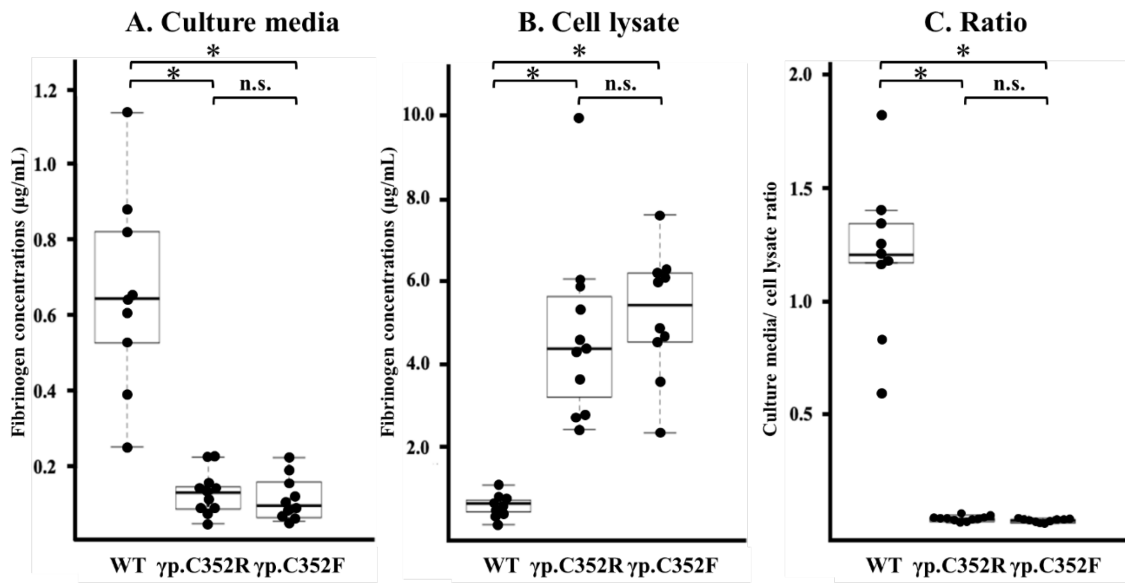 A. Culture media
*
*
n.s.
Fibrinogen concentrations (μg/mL)
1.2
1.0
0.8
0.6
0.4
0.2
WT γp.C352R γp.C352F
B. Cell lysate
*
*
n.s.
Fibrinogen concentrations (μg/mL)
10.0
8.0
6.0
4.0
2.0
WT γp.C352R γp.C352F
C. Ratio
*
*
n.s.
Culture media/ cell lysate ratio
2.0
1.5
1.0
0.5
WT γp.C352R γp.C352F